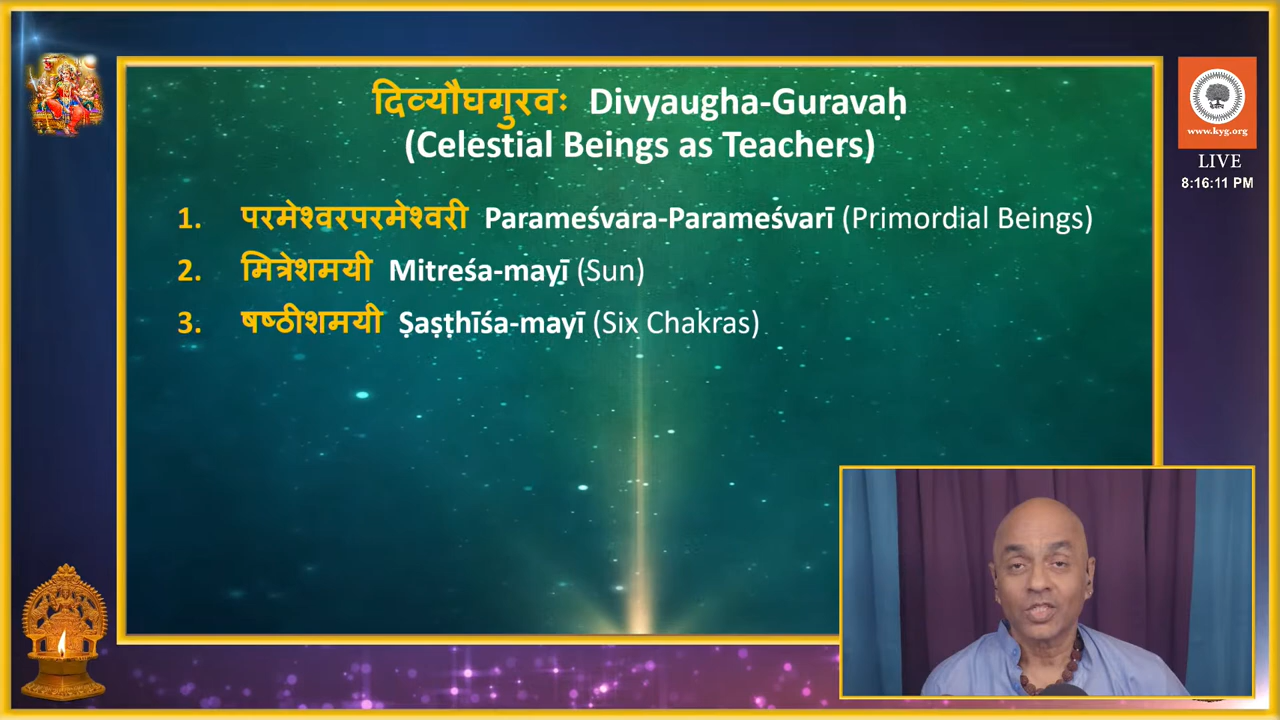 दिव्यौघगुरवः Divyaugha-Guravaḥ
(Celestial Beings as Teachers)
1. परमेश्वरपरमेश्वरी Parameśvara-Parameśvarī (Primordial Beings)
2. मित्रेशमयी Mitreśa-mayī (Sun)
3. षष्ठीशमयी Ṣaṣṭhīśa-mayī (Six Chakras)
www.kyg.org
LIVE
8:16:11 PM